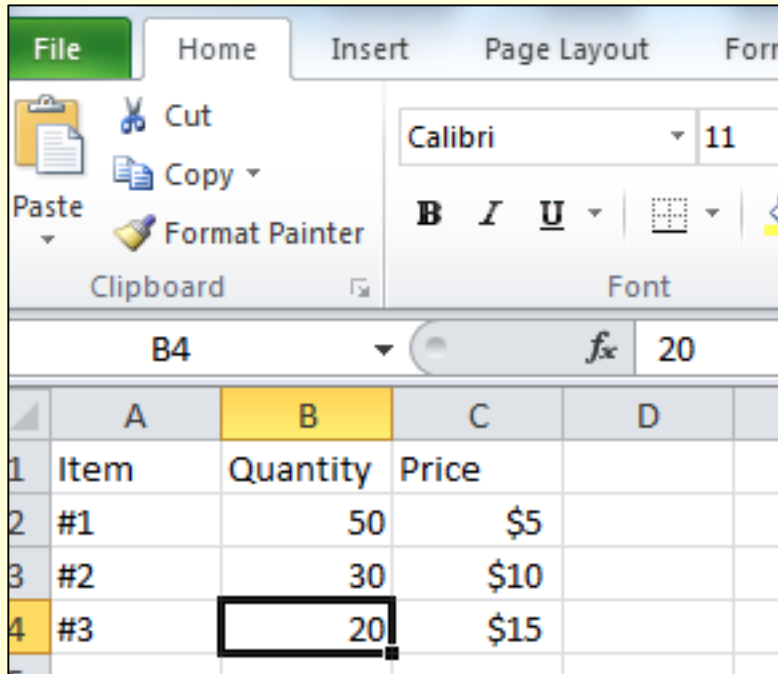 File Home Insert Page Layout Forr
Cut
Calibri 11
Copy
Paste
B I U
Format Painter
Clipboard Font
B4 fx 20
A B C D
1 Item Quantity Price
2 #1 50 $5
3 #2 30 $10
4 #3 20 $15